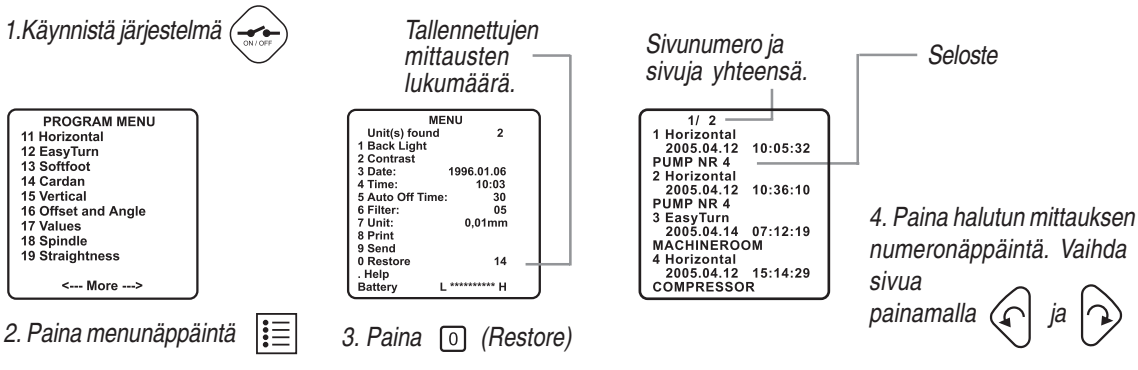 1.Käynnistä järjestelmä
ON / OFF
PROGRAM MENU
11 Horizontal
12 EasyTurn
13 Softfoot
14 Cardan
15 Vertical
16 Offset and Angle
17 Values
18 Spindle
19 Straightness
<--- More --->
2. Paina menunäppäintä
Tallennettujen
mittausten
lukumäärä.
MENU
Unit(s) found 2
1 Back Light
2 Contrast
3 Date: 1996.01.06
4 Time: 10:03
5 Auto Off Time: 30
6 Filter: 05
7 Unit: 0,01mm
8 Print
9 Send
0 Restore 14
. Help
Battery L ********** H
3. Paina 0 (Restore)
Sivunumero ja
sivuja yhteensä.
Seloste
1/ 2
1 Horizontal
2005.04.12 10:05:32
PUMP NR 4
2 Horizontal
2005.04.12 10:36:10
PUMP NR 4
3 EasyTurn
2005.04.14 07:12:19
MACHINEROOM
4 Horizontal
2005.04.12 15:14:29
COMPRESSOR
4. Paina halutun mittauksen
numeronäppäintä. Vaihda
sivua
painamalla ja